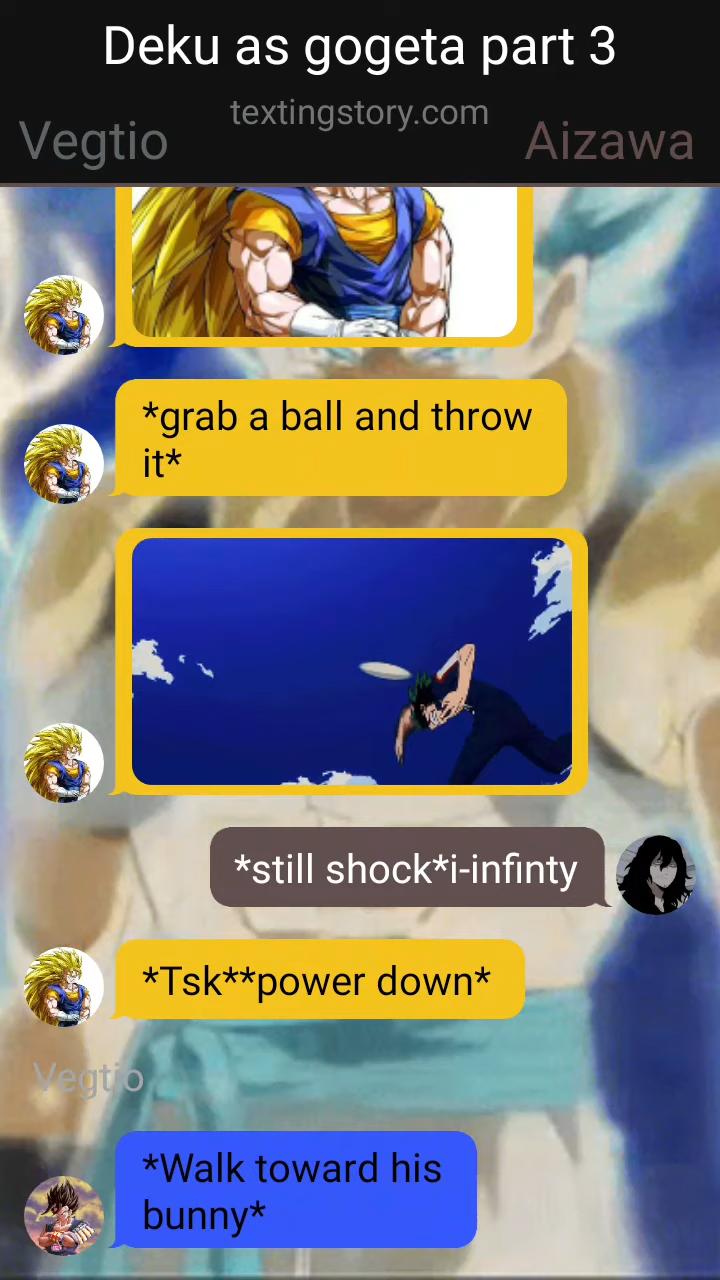 Deku as gogeta part 3
textingstory.com
Vegtio
Aizawa
*grab a ball and throw
it*
*still shock*i-infinty
*Tsk**power down*
Vegtio
*Walk toward his
bunny*